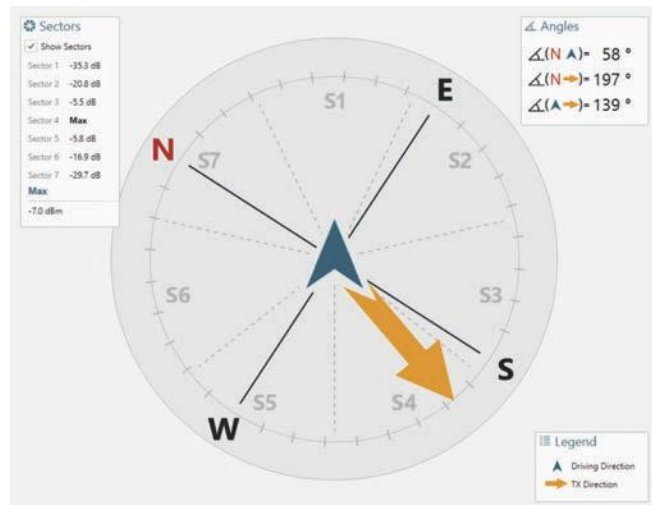 Sectors
Show Sectors
Sector 1 -35.3 dB
Sector 2 -20.8 dB
Sector 3 -5.5 dB
Sector 4 Max
Sector 5 -5.8 dB
Sector 6 -16.9 dB
Sector 7 -29.7 dB
Max
-7.0 dBm
Angles
∡(N )= 58 °
∡(N )= 197 °
∡( )= 139 °
E
S1
N
S7
S2
S6
S3
S
S5
S4
W
Legend
Driving Direction
TX Direction